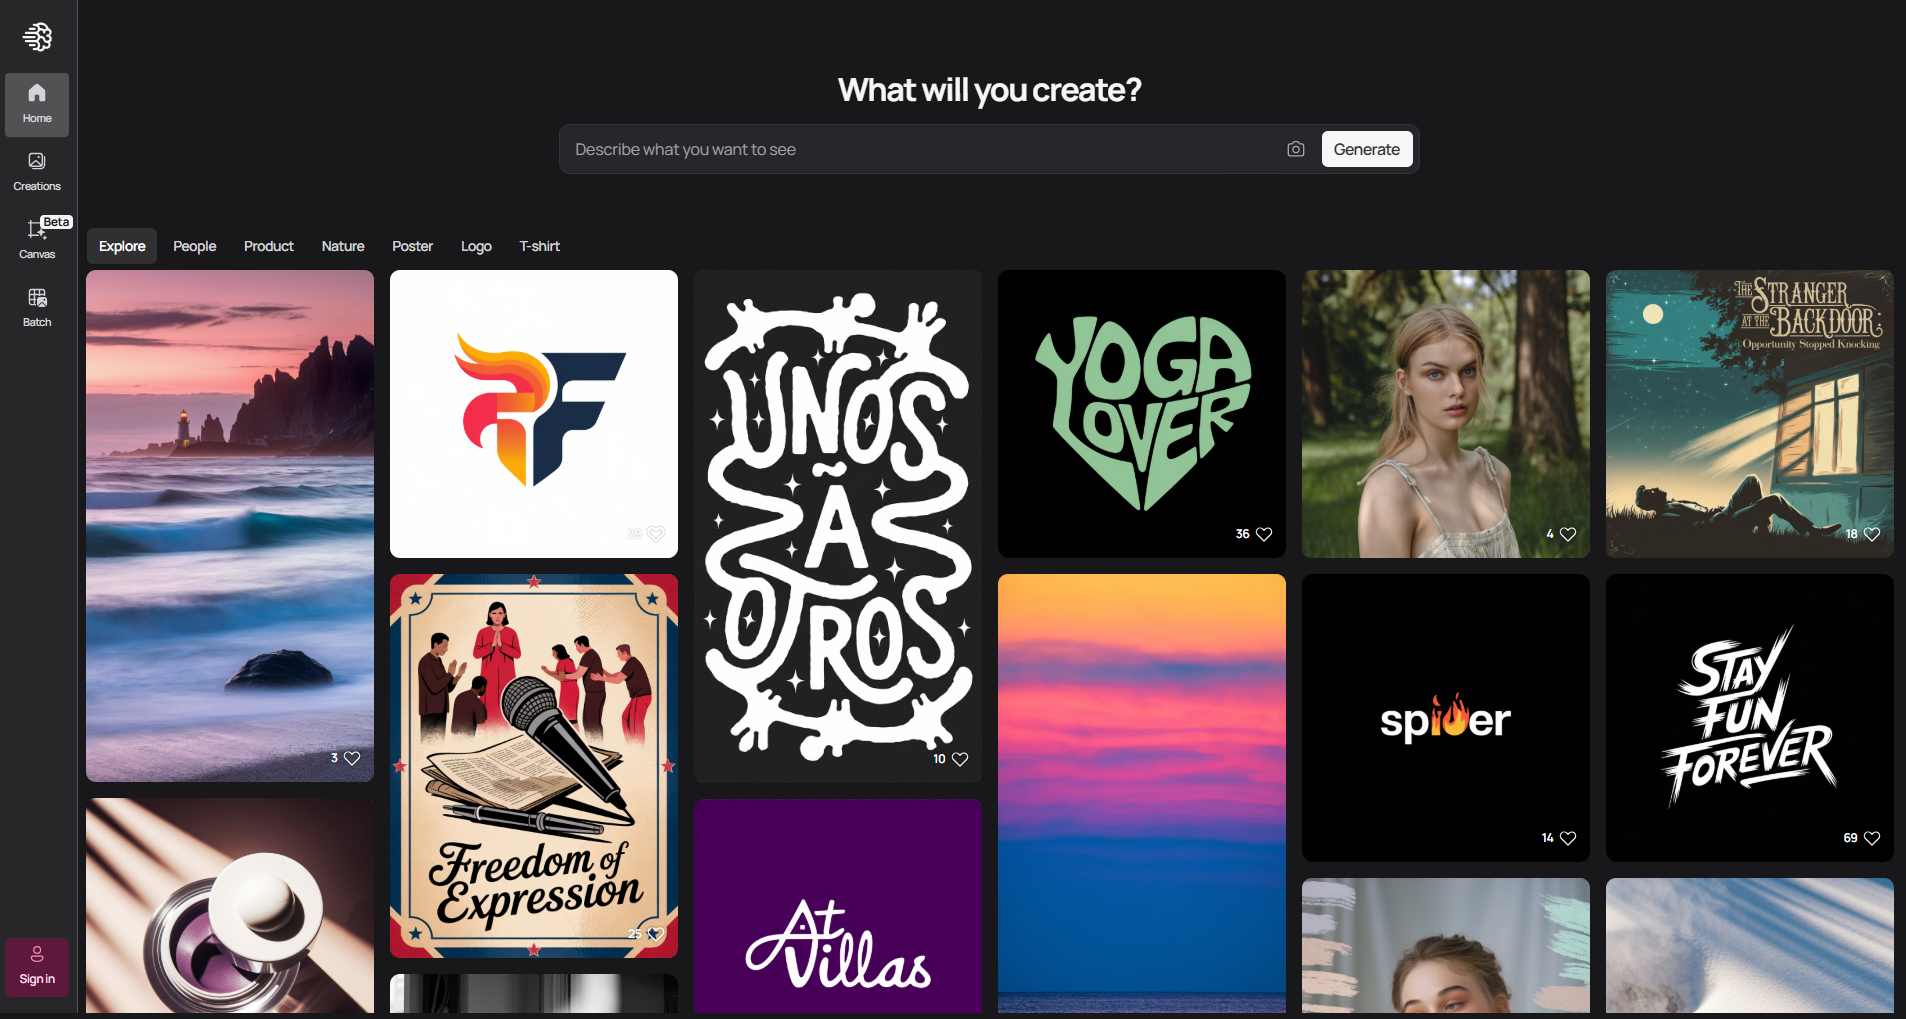 What will you create?
Describe what you want to see
Generate
Home
Creations
Beta
Canvas
Batch
Sign in
Explore
People
Product
Nature
Poster
Logo
T-shirt
3
F
29
Freedom of
Expression
25
UNOS
Ã
OTROS
10
At
Villas
YOGA
LOVER
36
4
spider
14
THE STRANGER
AT THE BACKDOOR
Opportunity Stopped Knocking
18
STAY
FUN
FOREVER
69